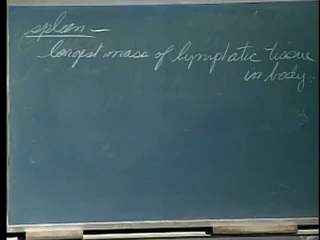 spleen —
largest mass of lymphatic tissue
in body